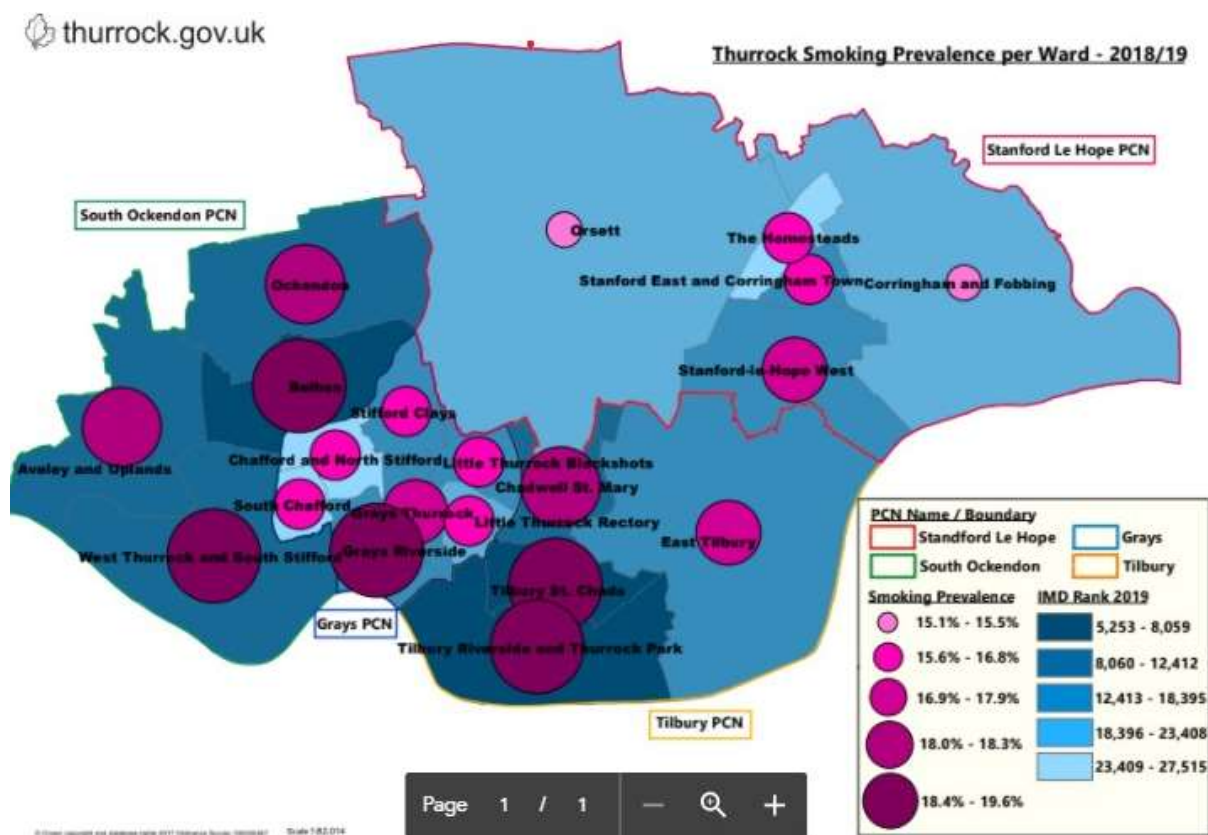 thurrock.gov.uk
Thurrock Smoking Prevalence per Ward - 2018/19
Stanford Le Hope PCN
South Ockendon PCN
Orsett
The Homesteads
Stanford East and Corringham Town
Corringham and Fobbing
Ockendon
Belhus
Stanford-le-Hope West
Stifford Clays
Aveley and Uplands
Chafford and North Stifford
Little Thurrock Blackshots
Chadwell St. Mary
South Chafford
Grays Thurrock
Little Thurrock Rectory
East Tilbury
West Thurrock and South Stifford
Grays Riverside
Tilbury St. Chads
Grays PCN
Tilbury Riverside and Thurrock Park
Tilbury PCN
PCN Name / Boundary
Standford Le Hope
Grays
South Ockendon
Tilbury
Smoking Prevalence
IMD Rank 2019
15.1% - 15.5%
5,253 - 8,059
15.6% - 16.8%
8,060 - 12,412
16.9% - 17.9%
12,413 - 18,395
18.0% - 18.3%
18,396 - 23,408
18.4% - 19.6%
23,409 - 27,515
Page 1 / 1
Scale 1:82,014